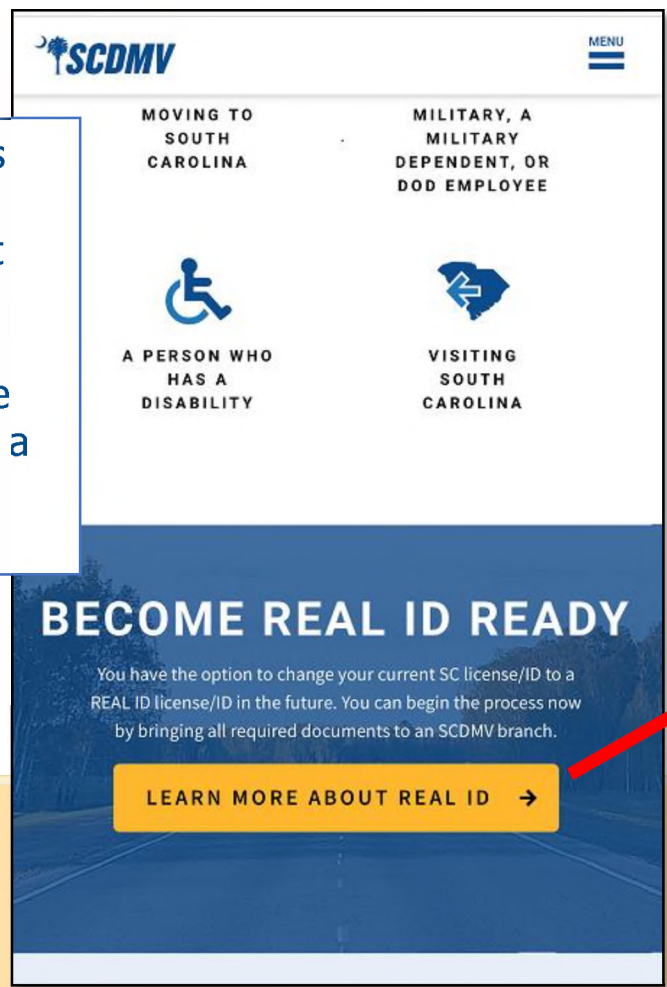 SCDMV
MENU
MOVING TO
SOUTH
CAROLINA
MILITARY, A
MILITARY
DEPENDENT, OR
DOD EMPLOYEE
a
A PERSON WHO
HAS A
DISABILITY
VISITING
SOUTH
CAROLINA
BECOME REAL ID READY
You have the option to change your current SC license/ID to a
REAL ID license/ID in the future. You can begin the process now
by bringing all required documents to an SCDMV branch.
LEARN MORE ABOUT REAL ID →